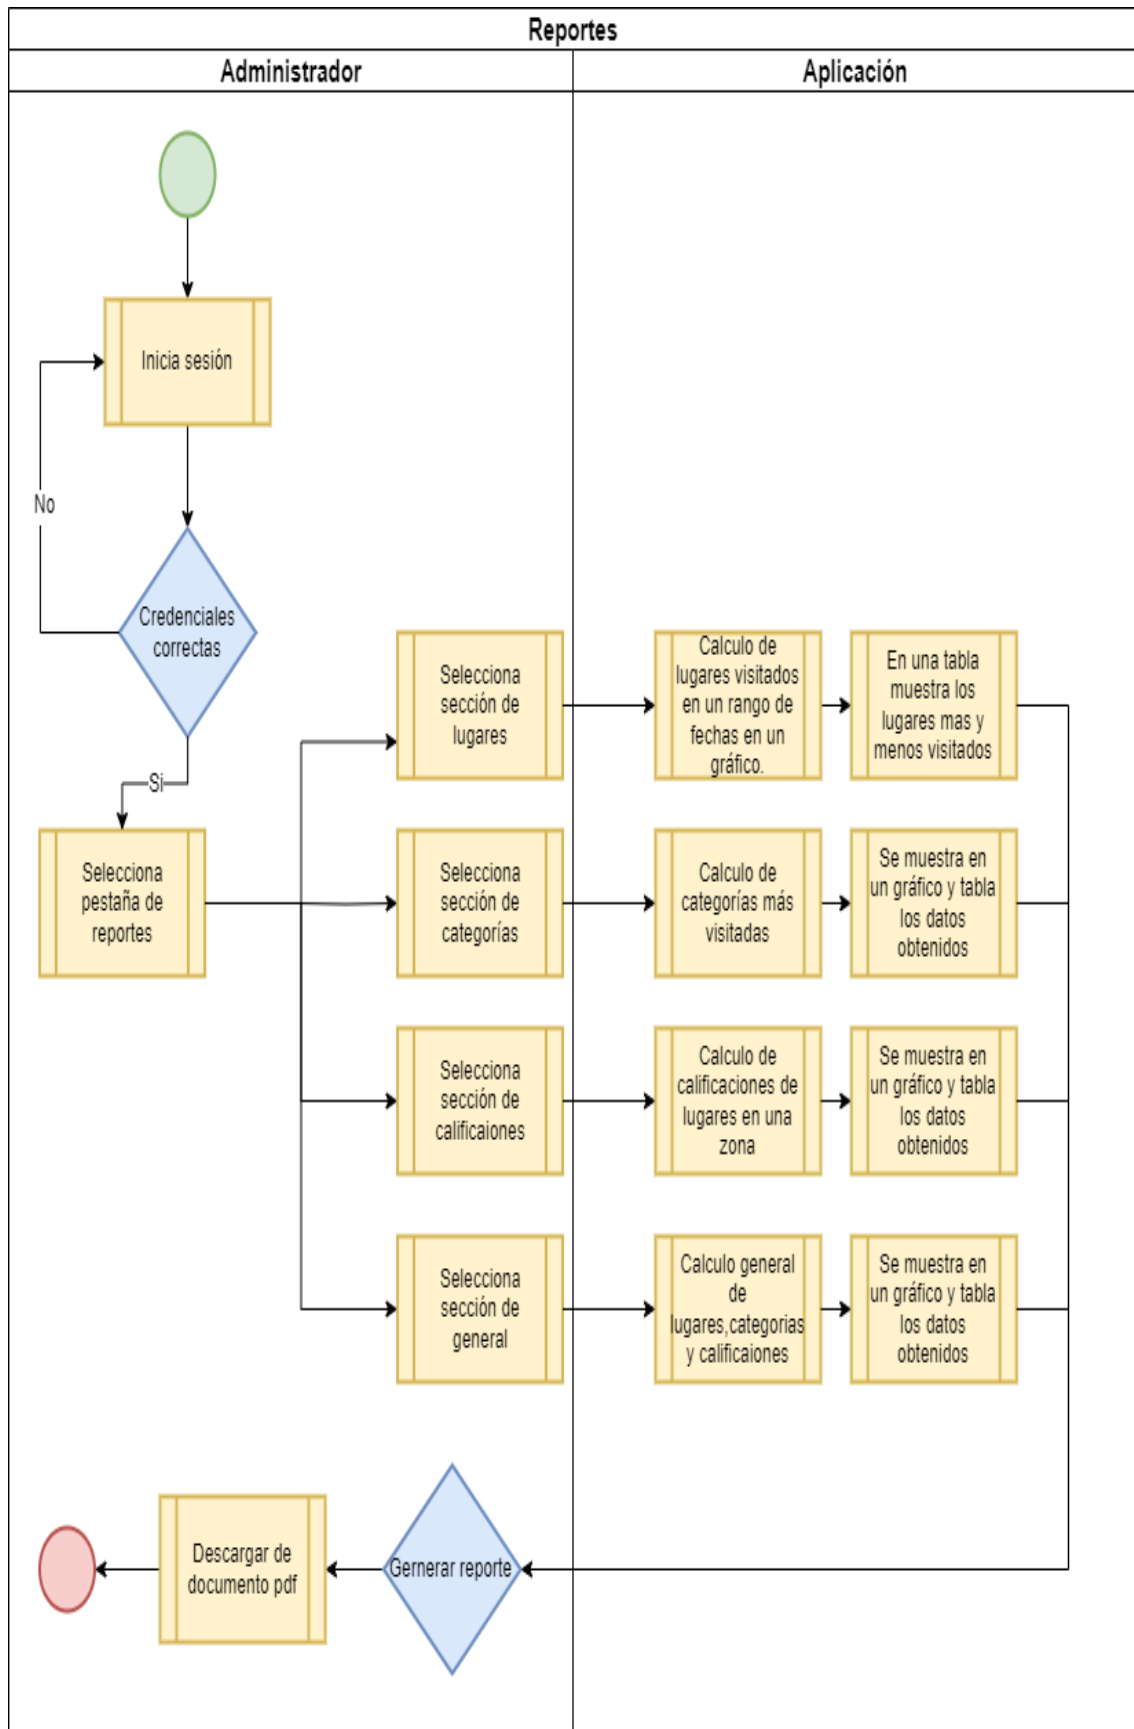 Reportes
Administrador
Aplicación
Inicia sesión
No
Credenciales
correctas
Si
Selecciona
pestaña de
reportes
Selecciona
sección de
lugares
Calculo de
lugares visitados
en un rango de
fechas en un
gráfico.
En una tabla
muestra los
lugares mas y
menos visitados
Selecciona
sección de
categorías
Calculo de
categorías más
visitadas
Se muestra en
un gráfico y tabla
los datos
obtenidos
Selecciona
sección de
calificaiones
Calculo de
calificaciones de
lugares en una
zona
Se muestra en
un gráfico y tabla
los datos
obtenidos
Selecciona
sección de
general
Calculo general
de
lugares,categorias
y calificaiones
Se muestra en
un gráfico y tabla
los datos
obtenidos
Gernerar reporte
Descargar de
documento pdf